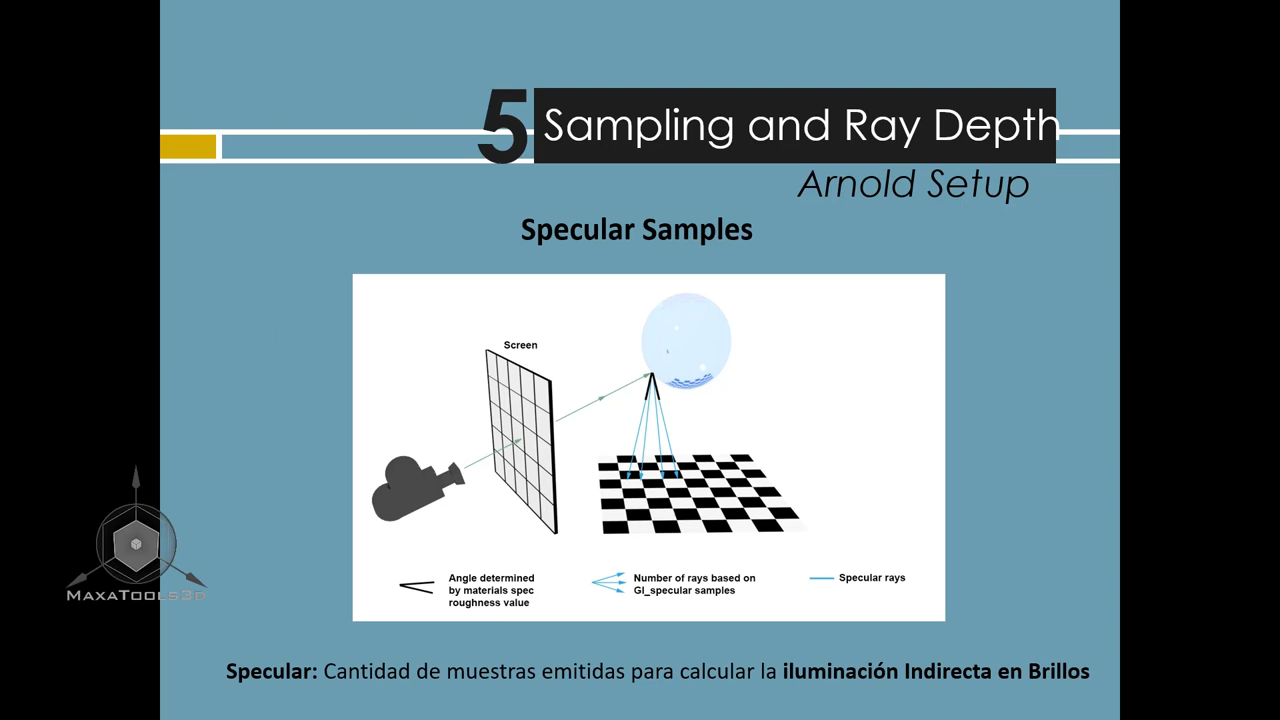 5 Sampling and Ray Depth
Arnold Setup
Specular Samples
Screen
Angle determined
by materials spec
roughness value
Number of rays based on
GI_specular samples
Specular rays
MAXATOOLS3D
Specular: Cantidad de muestras emitidas para calcular la iluminación Indirecta en Brillos